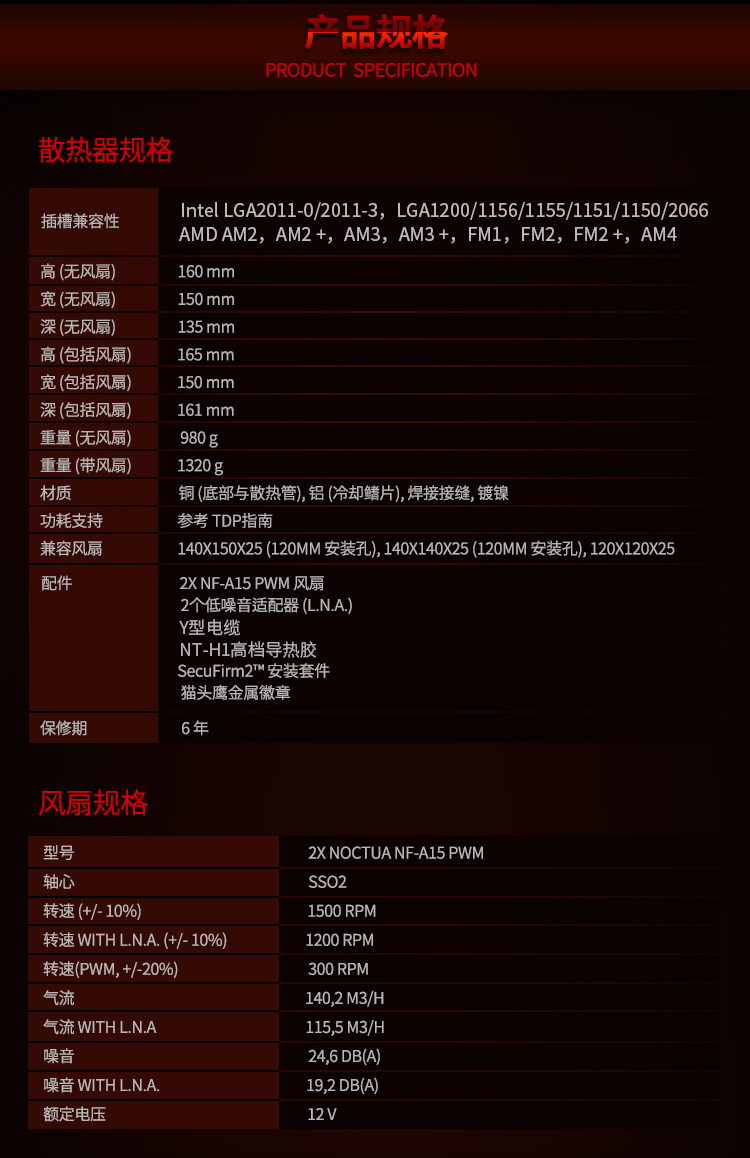 产品规格
PRODUCT SPECIFICATION
散热器规格
插槽兼容性
Intel LGA2011-0/2011-3，LGA1200/1156/1155/1151/1150/2066
AMD AM2，AM2 +，AM3，AM3 +，FM1，FM2，FM2 +，AM4
高 (无风扇) 160 mm
宽 (无风扇) 150 mm
深 (无风扇) 135 mm
高 (包括风扇) 165 mm
宽 (包括风扇) 150 mm
深 (包括风扇) 161 mm
重量 (无风扇) 980 g
重量 (带风扇) 1320 g
材质 铜 (底部与散热管), 铝 (冷却鳍片), 焊接接缝, 镀镍
功耗支持 参考 TDP指南
兼容风扇 140X150X25 (120MM 安装孔), 140X140X25 (120MM 安装孔), 120X120X25
配件 2X NF-A15 PWM 风扇
2个低噪音适配器 (L.N.A.)
Y型电缆
NT-H1高档导热胶
SecuFirm2™ 安装套件
猫头鹰金属徽章
保修期 6 年
风扇规格
型号 2X NOCTUA NF-A15 PWM
轴心 SSO2
转速 (+/- 10%) 1500 RPM
转速 WITH L.N.A. (+/- 10%) 1200 RPM
转速(PWM, +/-20%) 300 RPM
气流 140,2 M3/H
气流 WITH L.N.A 115,5 M3/H
噪音 24,6 DB(A)
噪音 WITH L.N.A. 19,2 DB(A)
额定电压 12 V